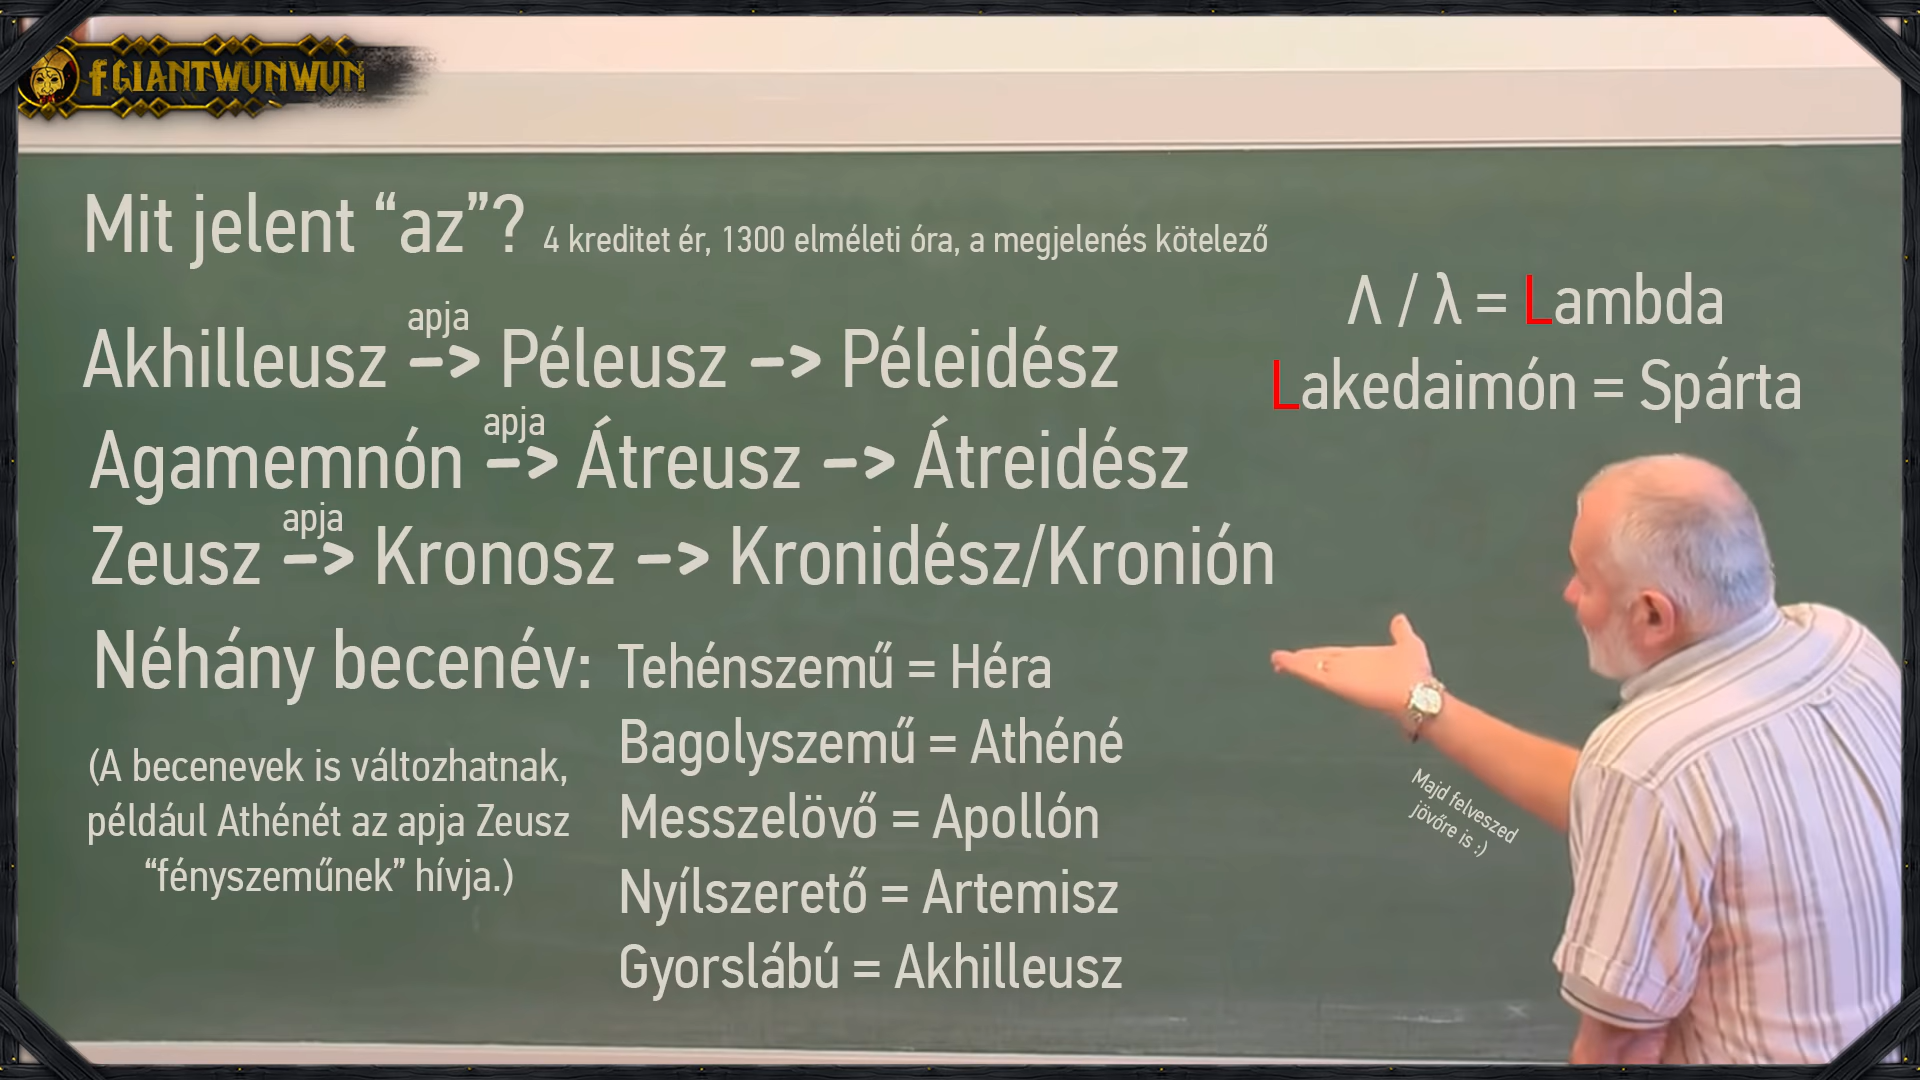 fGIANTWUNWUN
Mit jelent “az”? 4 kreditet ér, 1300 elméleti óra, a megjelenés kötelező
Λ / λ = Lambda
Lakedaimón = Spárta
apja
Akhilleusz –> Péleusz –> Péleidész
apja
Agamemnón –> Átreusz –> Átreidész
apja
Zeusz –> Kronosz –> Kronidész/Kronión
Néhány becenév:
(A becenevek is változhatnak,
például Athénét az apja Zeusz
“fényszeműnek” hívja.)
Tehénszemű = Héra
Bagolyszemű = Athéné
Messzelövő = Apollón
Nyílszerető = Artemisz
Gyorslábú = Akhilleusz
Majd felveszed
jövőre is :)